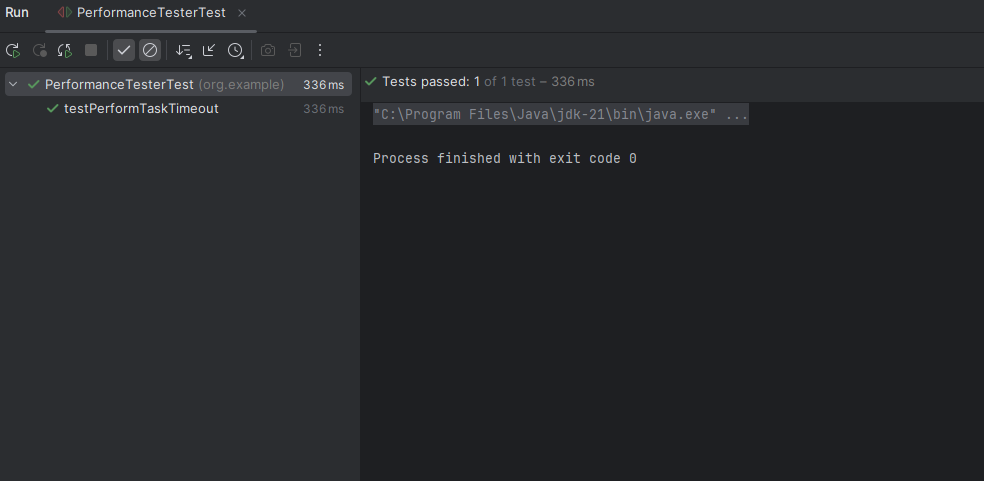 Run PerformanceTesterTest
PerformanceTesterTest (org.example) 336 ms
testPerformTaskTimeout 336 ms
Tests passed: 1 of 1 test – 336 ms
"C:\Program Files\Java\jdk-21\bin\java.exe" ...
Process finished with exit code 0